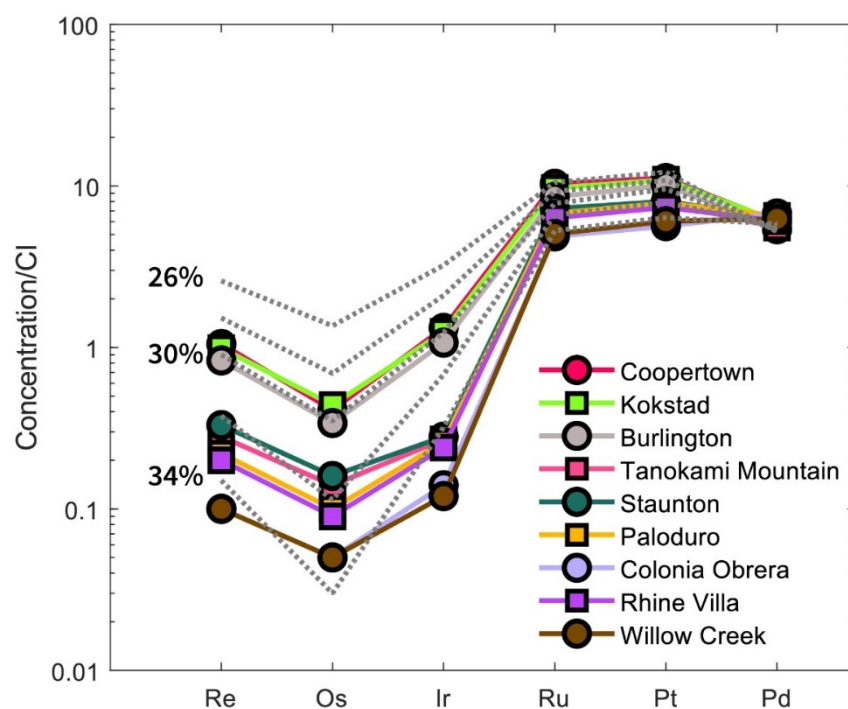 100
10
1
0.1
0.01
Concentration/CI
26%
30%
34%
Coopertown
Kokstad
Burlington
Tanokami Mountain
Staunton
Paloduro
Colonia Obrera
Rhine Villa
Willow Creek
Re Os Ir Ru Pt Pd